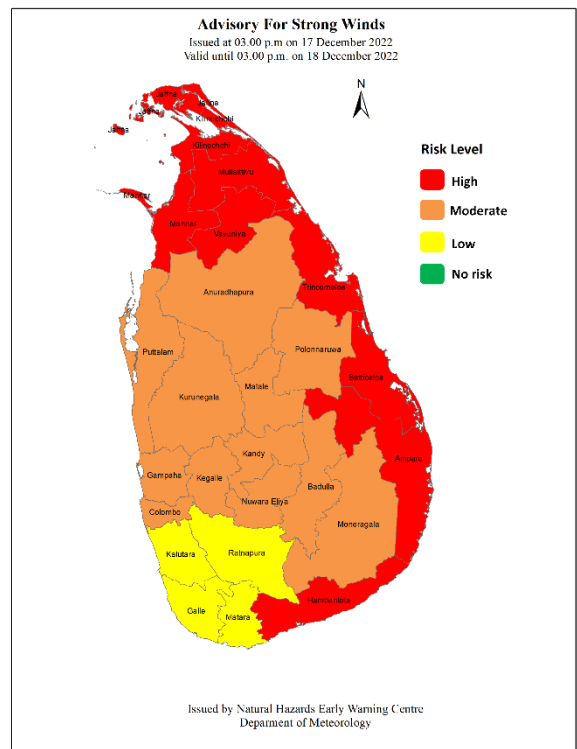 Advisory For Strong Winds
Issued at 03.00 p.m on 17 December 2022
Valid until 03.00 p.m. on 18 December 2022
N
Risk Level
High
Moderate
Low
No risk
Jaffna
Jaffna
Jaffna
Kilinochchi
Kilinochchi
Mullaitivu
Mannar
Mannar
Vavuniya
Trincomalee
Anuradhapura
Puttalam
Polonnaruwa
Batticaloa
Kurunegala
Matale
Ampara
Kandy
Gampaha
Kegalle
Badulla
Nuwara Eliya
Colombo
Moneragala
Kalutara
Ratnapura
Hambantota
Galle
Matara
Issued by Natural Hazards Early Warning Centre
Deparment of Meteorology